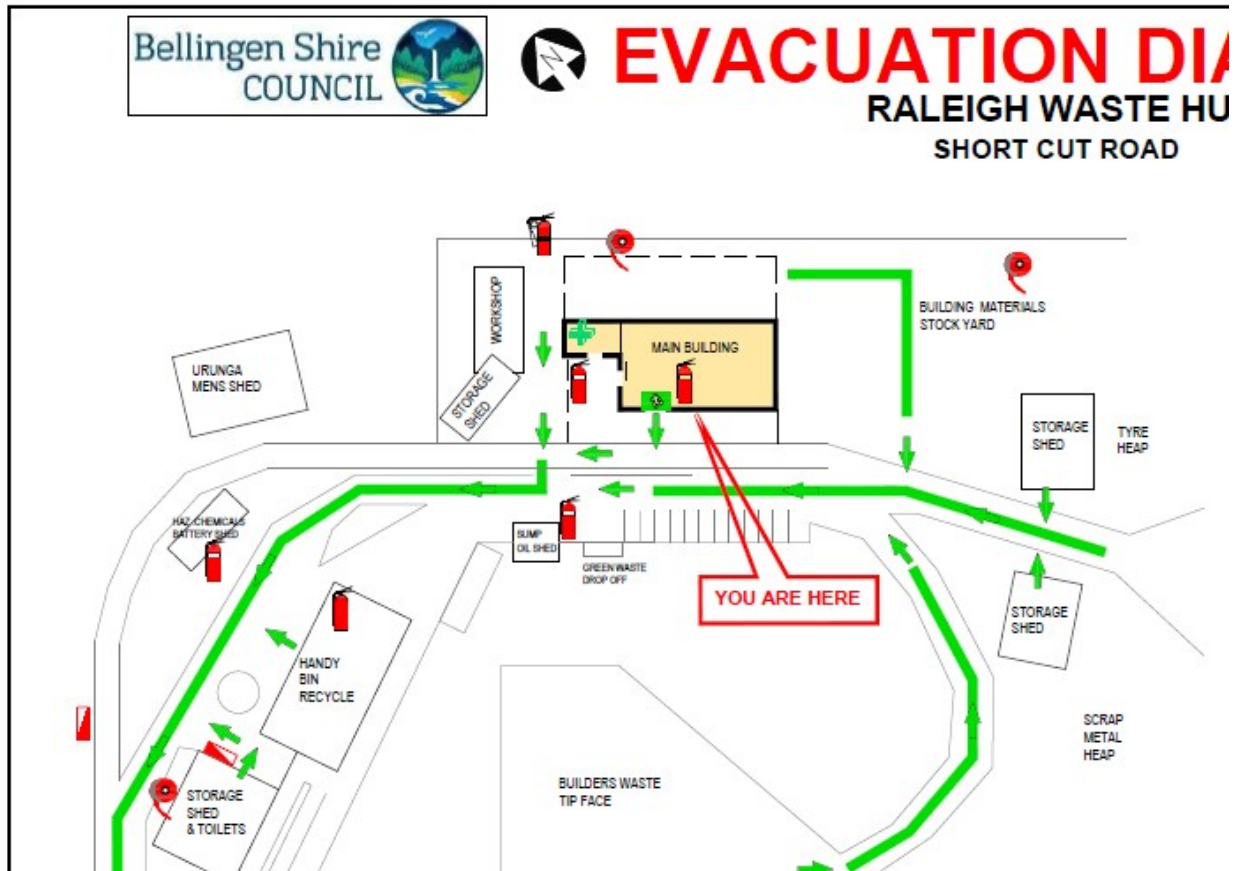 Bellingen Shire
COUNCIL
EVACUATION DIA
RALEIGH WASTE HU
SHORT CUT ROAD
WORKSHOP
BUILDING MATERIALS
STOCK YARD
MAIN BUILDING
URUNGA
MENS SHED
STORAGE
SHED
STORAGE
SHED
TYRE
HEAP
HAZ-CHEMICALS
BATTERY SHED
SUMP
OIL SHED
GREEN WASTE
DROP OFF
YOU ARE HERE
STORAGE
SHED
HANDY
BIN
RECYCLE
SCRAP
METAL
HEAP
BUILDERS WASTE
TIP FACE
STORAGE
SHED
& TOILETS